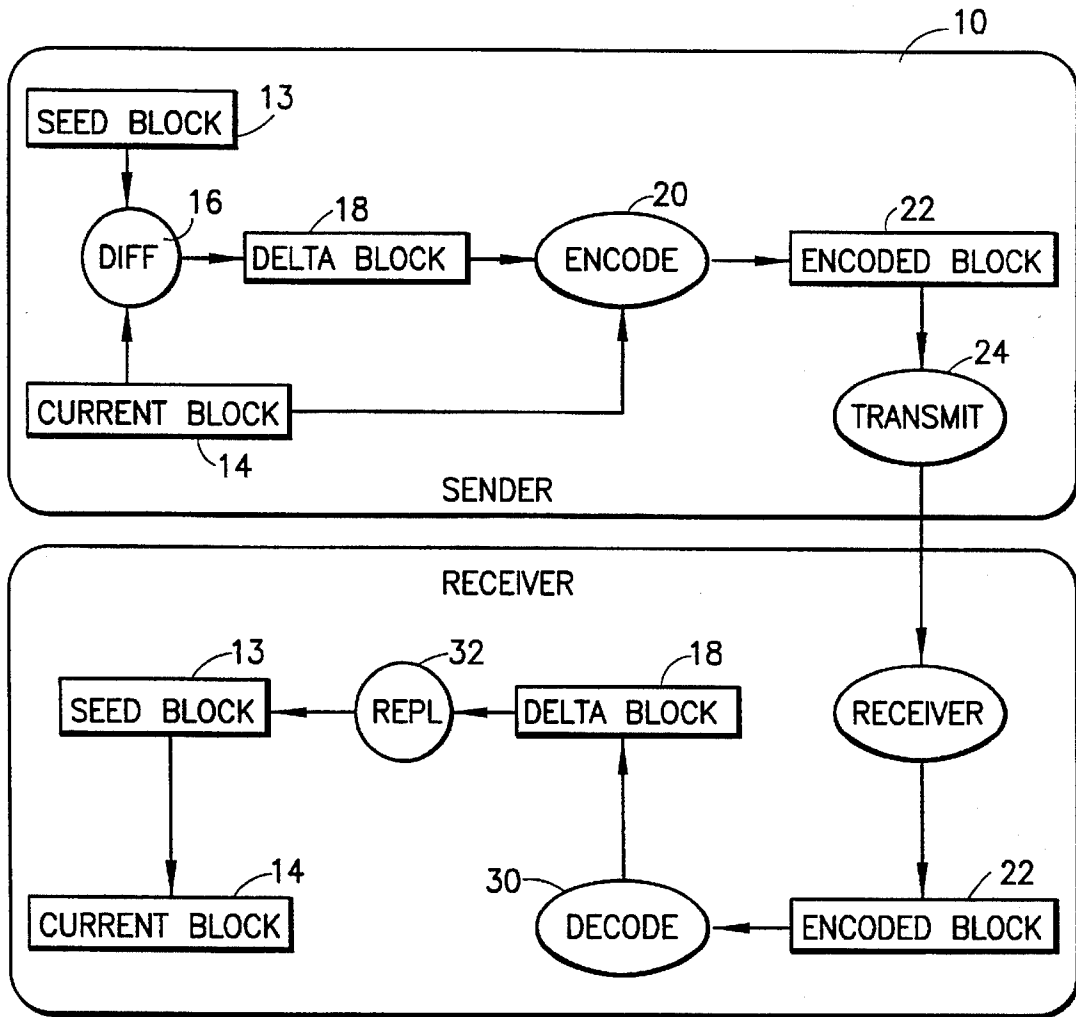 10
SEED BLOCK
13
16
DIFF
18
DELTA BLOCK
20
ENCODE
22
ENCODED BLOCK
24
TRANSMIT
CURRENT BLOCK
14
SENDER
RECEIVER
13
SEED BLOCK
32
REPL
18
DELTA BLOCK
RECEIVER
14
CURRENT BLOCK
30
DECODE
22
ENCODED BLOCK